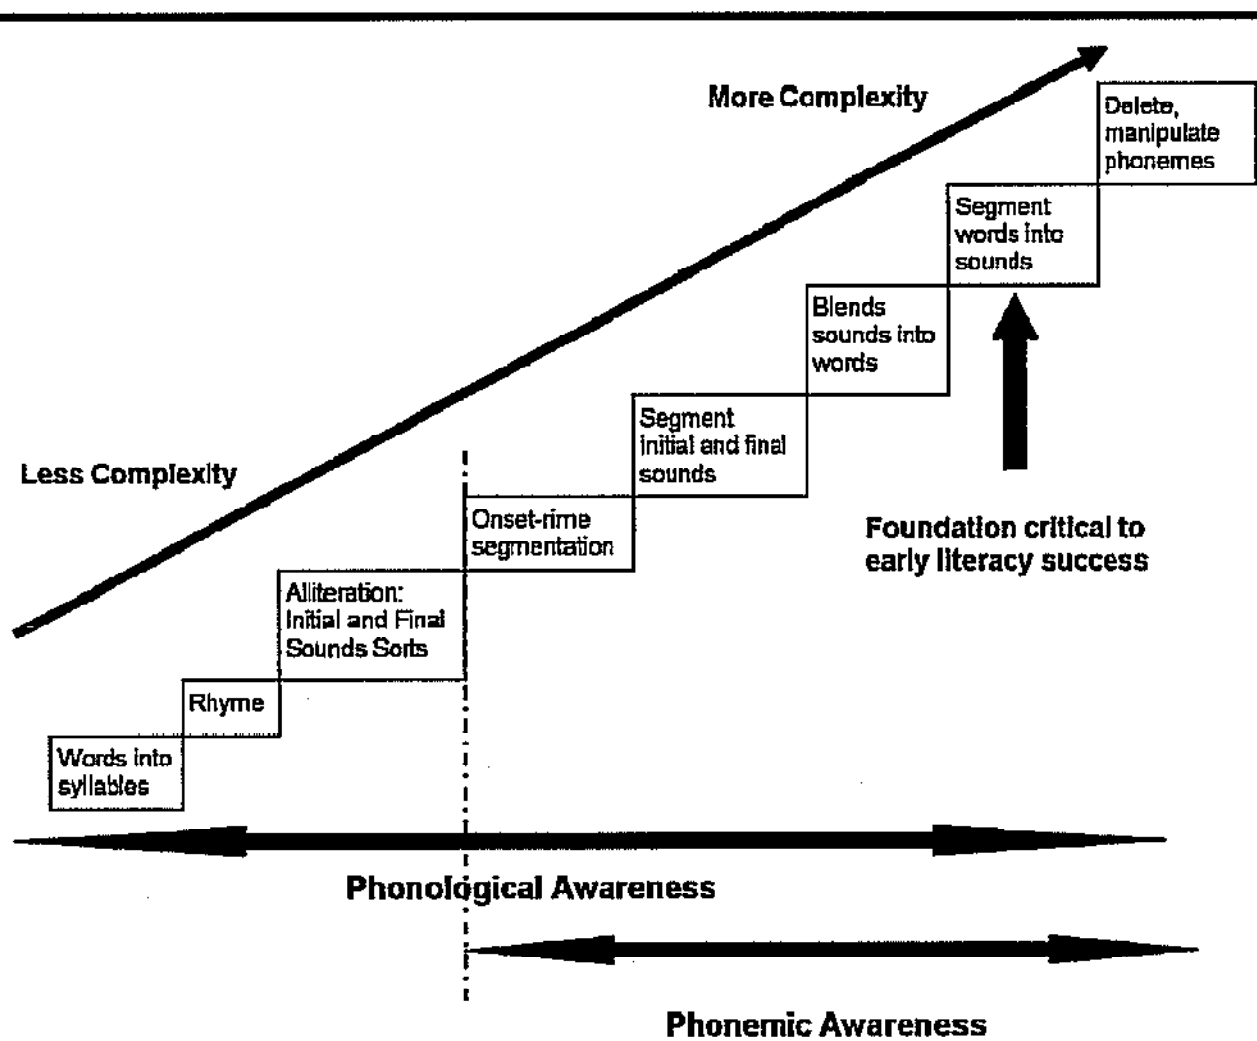 More Complexity
Delete,
manipulate
phonemes
Segment
words into
sounds
Blends
sounds into
words
Segment
initial and final
sounds
Less Complexity
Onset-rime
segmentation
Foundation critical to
early literacy success
Alliteration:
Initial and Final
Sounds Sorts
Rhyme
Words into
syllables
Phonological Awareness
Phonemic Awareness